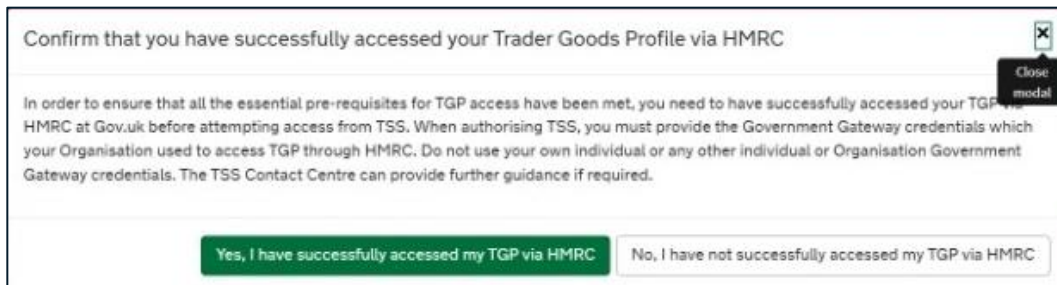 Confirm that you have successfully accessed your Trader Goods Profile via HMRC
×
Close
modal
In order to ensure that all the essential pre-requisites for TGP access have been met, you need to have successfully accessed your TGP via
HMRC at Gov.uk before attempting access from TSS. When authorising TSS, you must provide the Government Gateway credentials which
your Organisation used to access TGP through HMRC. Do not use your own individual or any other individual or Organisation Government
Gateway credentials. The TSS Contact Centre can provide further guidance if required.
Yes, I have successfully accessed my TGP via HMRC
No, I have not successfully accessed my TGP via HMRC